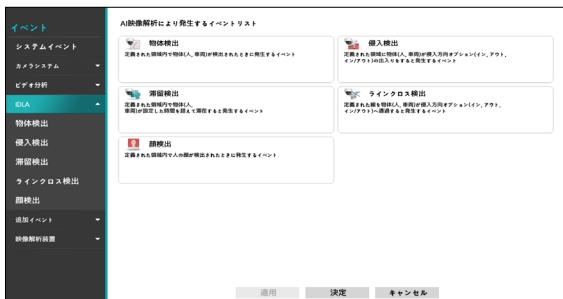 イベント
システムイベント
カメラシステム
ビデオ分析
IDLA
物体検出
侵入検出
滞留検出
ラインクロス検出
顔検出
追加イベント
映像解析装置
AI映像解析により発生するイベントリスト
物体検出
定義された領域内で物体(人、車両)が検出されたときに発生するイベント
侵入検出
定義された領域に物体(人、車両)が侵入方向オプション(イン、アウト、
イン/アウト)の出入りをすると発生するイベント
滞留検出
定義された領域内で物体(人、
車両)が設定した時間を超えて滞在すると発生するイベント
ラインクロス検出
定義された線を物体(人、車両)が侵入方向オプション(イン、アウト、
イン/アウト)へ通過すると発生するイベント
顔検出
定義された領域内で人の顔が検出されたときに発生するイベント
適用
決定
キャンセル